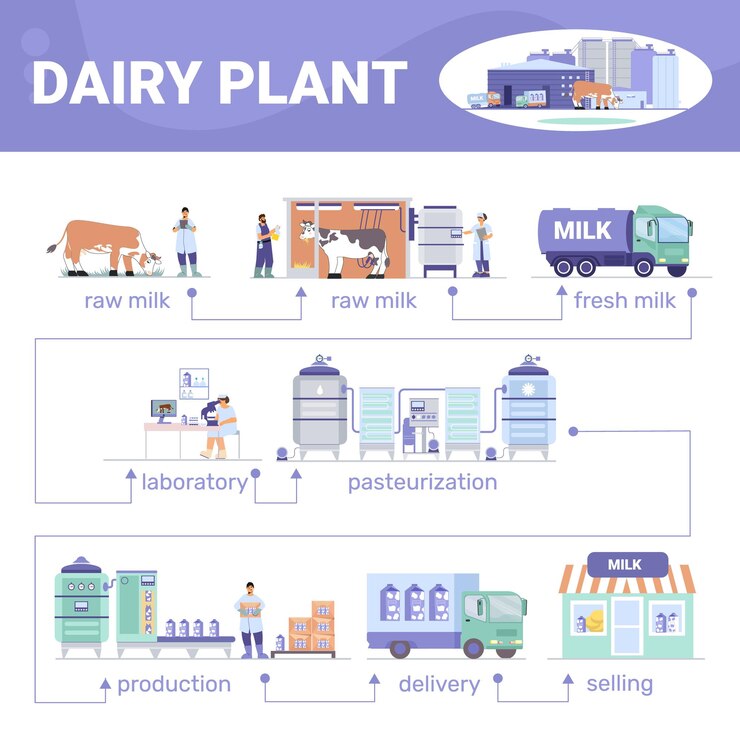 DAIRY PLANT
MILK
MILK
raw milk
raw milk
fresh milk
laboratory
pasteurization
MILK
production
delivery
selling